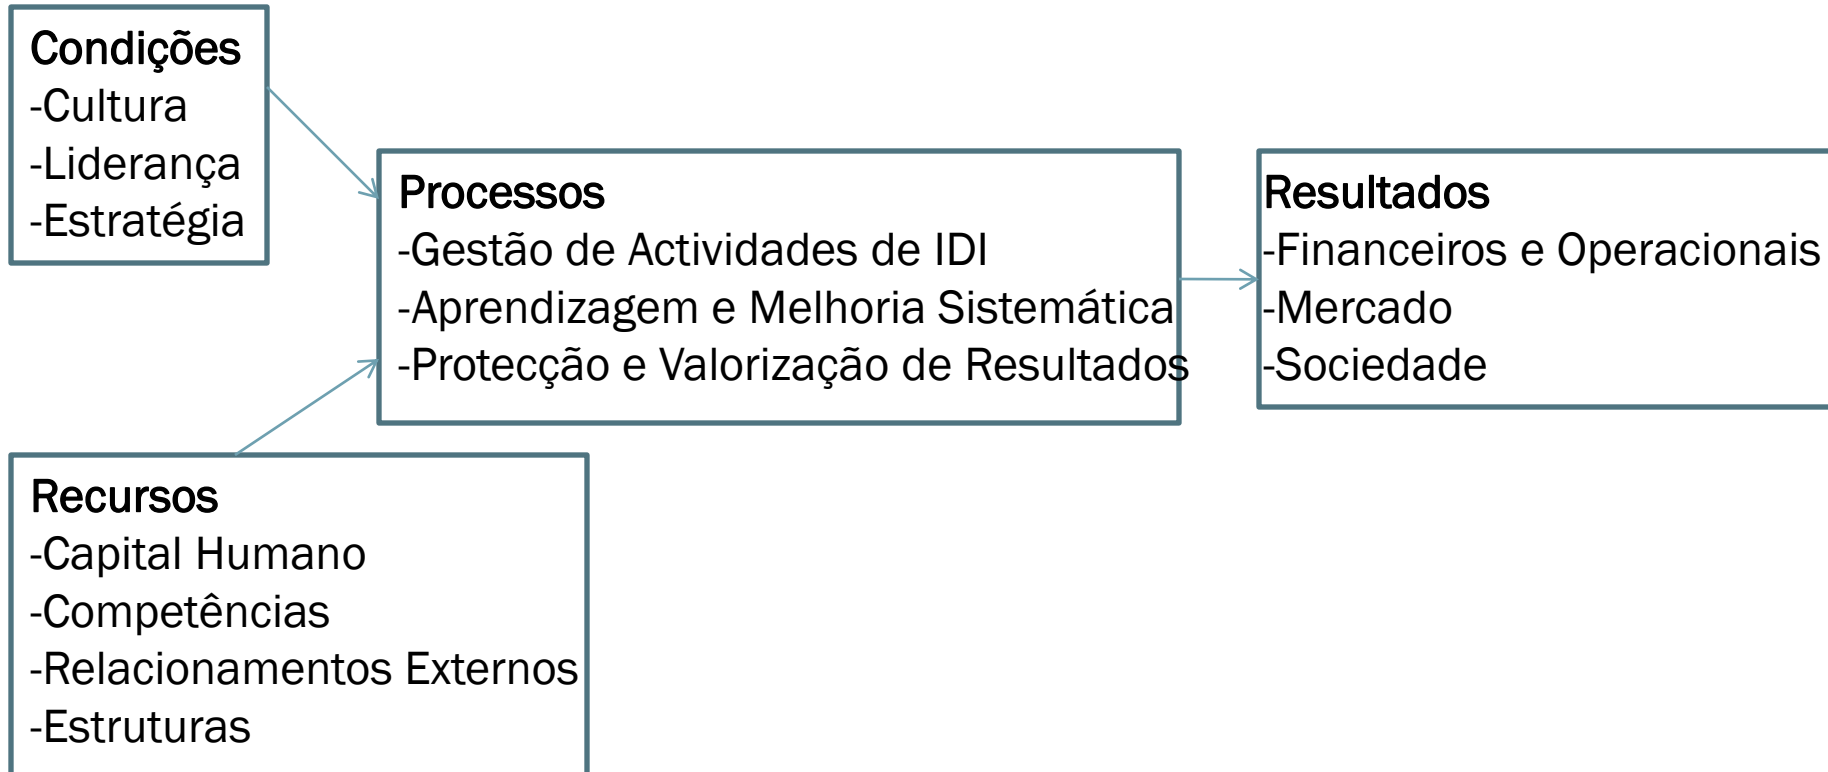 Condições
-Cultura
-Liderança
-Estratégia
Processos
-Gestão de Actividades de IDI
-Aprendizagem e Melhoria Sistemática
-Protecção e Valorização de Resultados
Resultados
-Financeiros e Operacionais
-Mercado
-Sociedade
Recursos
-Capital Humano
-Competências
-Relacionamentos Externos
-Estruturas